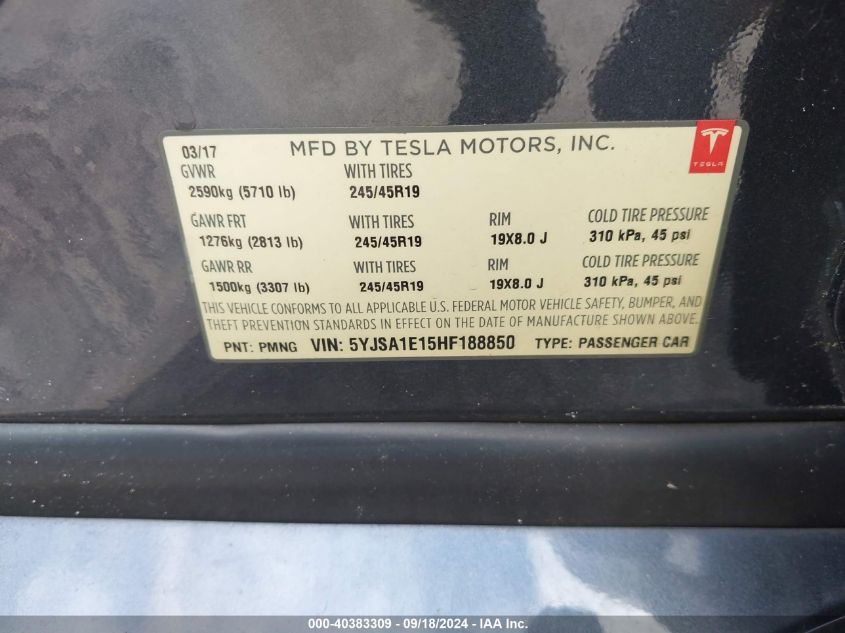 03/17 MFD BY TESLA MOTORS, INC.
TESLA
GVWR WITH TIRES
2590kg (5710 lb) 245/45R19
GAWR FRT WITH TIRES RIM COLD TIRE PRESSURE
1276kg (2813 lb) 245/45R19 19X8.0 J 310 kPa, 45 psi
GAWR RR WITH TIRES RIM COLD TIRE PRESSURE
1500kg (3307 lb) 245/45R19 19X8.0 J 310 kPa, 45 psi
THIS VEHICLE CONFORMS TO ALL APPLICABLE U.S. FEDERAL MOTOR VEHICLE SAFETY, BUMPER, AND
THEFT PREVENTION STANDARDS IN EFFECT ON THE DATE OF MANUFACTURE SHOWN ABOVE.
PNT: PMNG VIN: 5YJSA1E15HF188850 TYPE: PASSENGER CAR
000-40383309 - 09/18/2024 - IAA Inc.